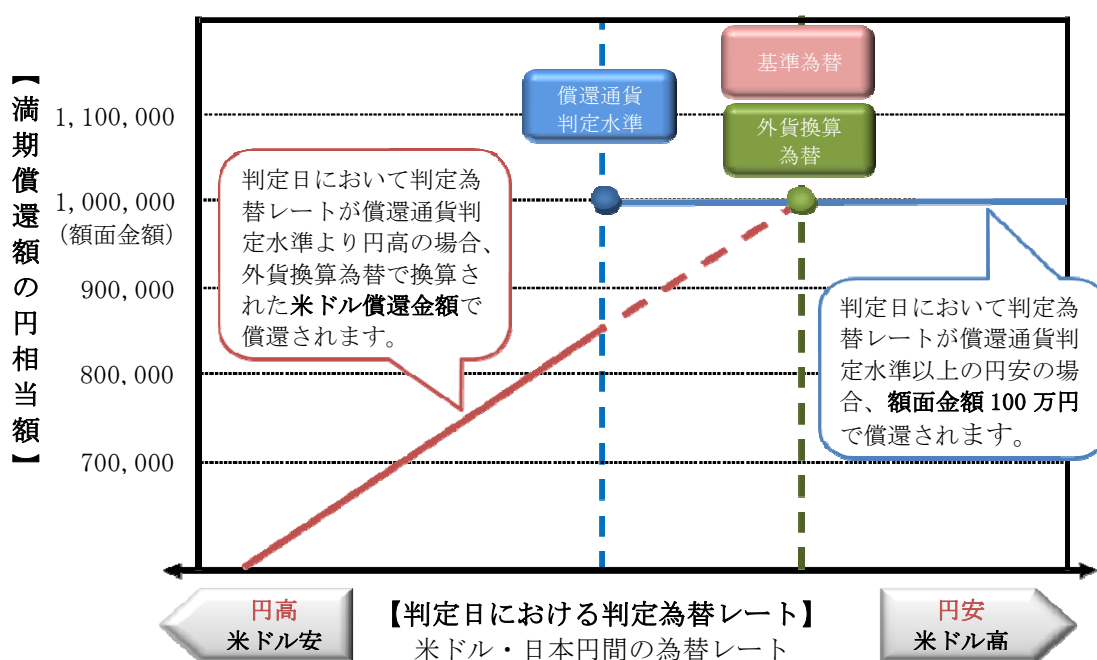 【満期償還額の円相当額】
1,100,000
1,000,000
(額面金額)
900,000
800,000
700,000
償還通貨
判定水準
基準為替
外貨換算
為替
判定日において判定為
替レートが償還通貨判
定水準より円高の場合、
外貨換算為替で換算さ
れた米ドル償還金額で
償還されます。
判定日において判定為
替レートが償還通貨判
定水準以上の円安の場
合、額面金額 100 万円
で償還されます。
円高
米ドル安
【判定日における判定為替レート】
米ドル・日本円間の為替レート
円安
米ドル高